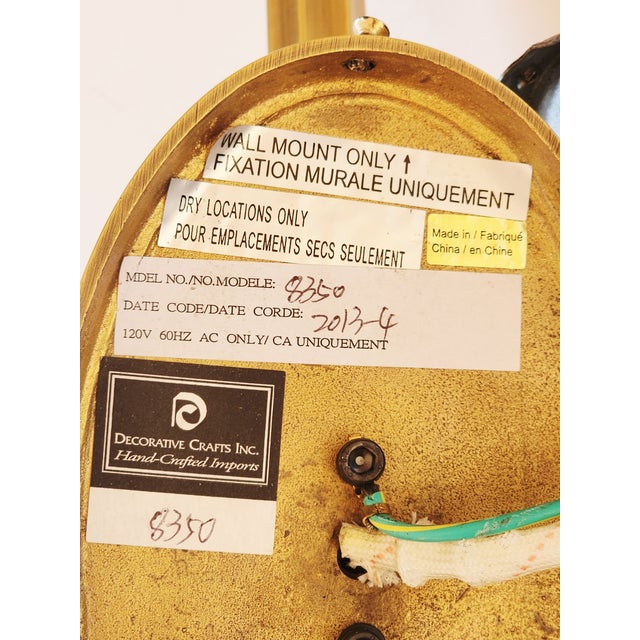 WALL MOUNT ONLY ↑
FIXATION MURALE UNIQUEMENT
DRY LOCATIONS ONLY
POUR EMPLACEMENTS SECS SEULEMENT
Made in / Fabriqué
China / en Chine
MDEL NO./NO.MODELE: 8350
DATE CODE/DATE CORDE: 2013-4
120V 60HZ AC ONLY/ CA UNIQUEMENT
DECORATIVE CRAFTS INC.
Hand-Crafted Imports
8350